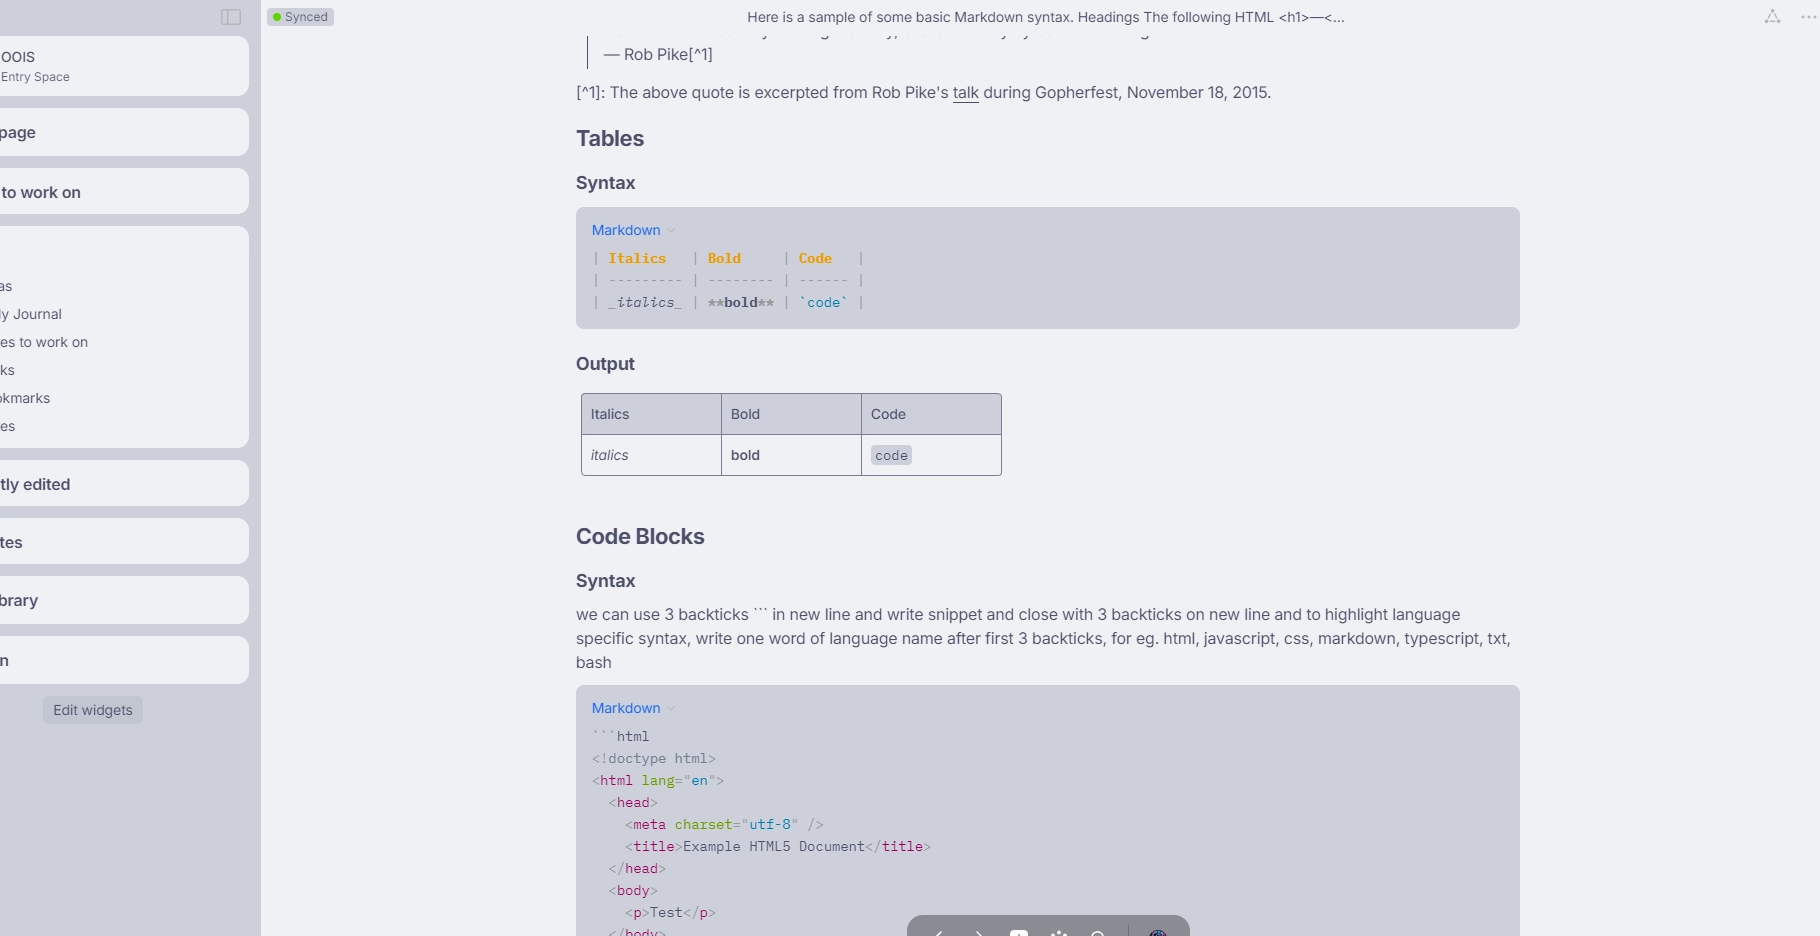 Synced
Here is a sample of some basic Markdown syntax. Headings The following HTML <h1>—<...
OOIS
Entry Space
page
to work on
as
ly Journal
es to work on
ks
okmarks
es
tly edited
tes
brary
n
Edit widgets
— Rob Pike[^1]
[^1]: The above quote is excerpted from Rob Pike's talk during Gopherfest, November 18, 2015.
Tables
Syntax
Markdown
| Italics   | Bold     | Code   |
| --------- | -------- | ------ |
| _italics_ | **bold** | `code` |
Output
Italics Bold Code
italics bold code
Code Blocks
Syntax
we can use 3 backticks ``` in new line and write snippet and close with 3 backticks on new line and to highlight language
specific syntax, write one word of language name after first 3 backticks, for eg. html, javascript, css, markdown, typescript, txt,
bash
Markdown
```html
<!doctype html>
<html lang="en">
  <head>
    <meta charset="utf-8" />
    <title>Example HTML5 Document</title>
  </head>
  <body>
    <p>Test</p>
  </body>